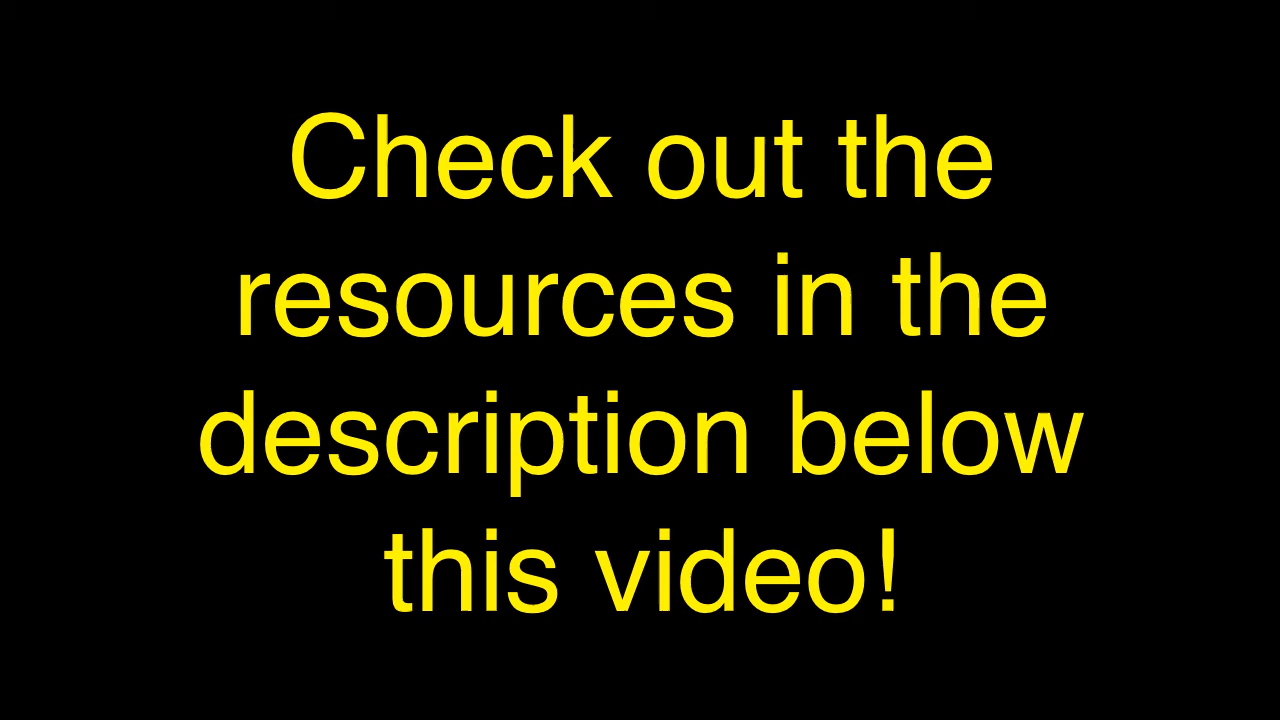 Check out the
resources in the
description below
this video!